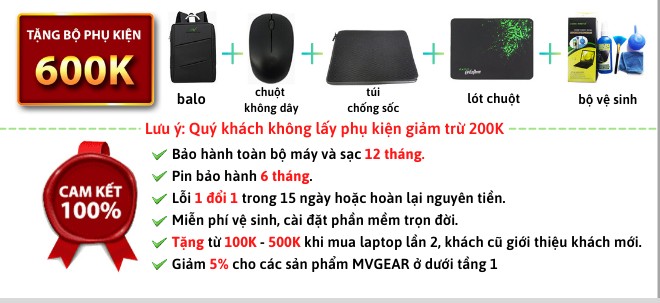 TẶNG BỘ PHỤ KIỆN
600K
balo
chuột
không dây
túi
chống sốc
lót chuột
bộ vệ sinh
Lưu ý: Quý khách không lấy phụ kiện giảm trừ 200K
CAM KẾT
100%
Bảo hành toàn bộ máy và sạc 12 tháng.
Pin bảo hành 6 tháng.
Lỗi 1 đổi 1 trong 15 ngày hoặc hoàn lại nguyên tiền.
Miễn phí vệ sinh, cài đặt phần mềm trọn đời.
Tặng từ 100K - 500K khi mua laptop lần 2, khách cũ giới thiệu khách mới.
Giảm 5% cho các sản phẩm MVGEAR ở dưới tầng 1